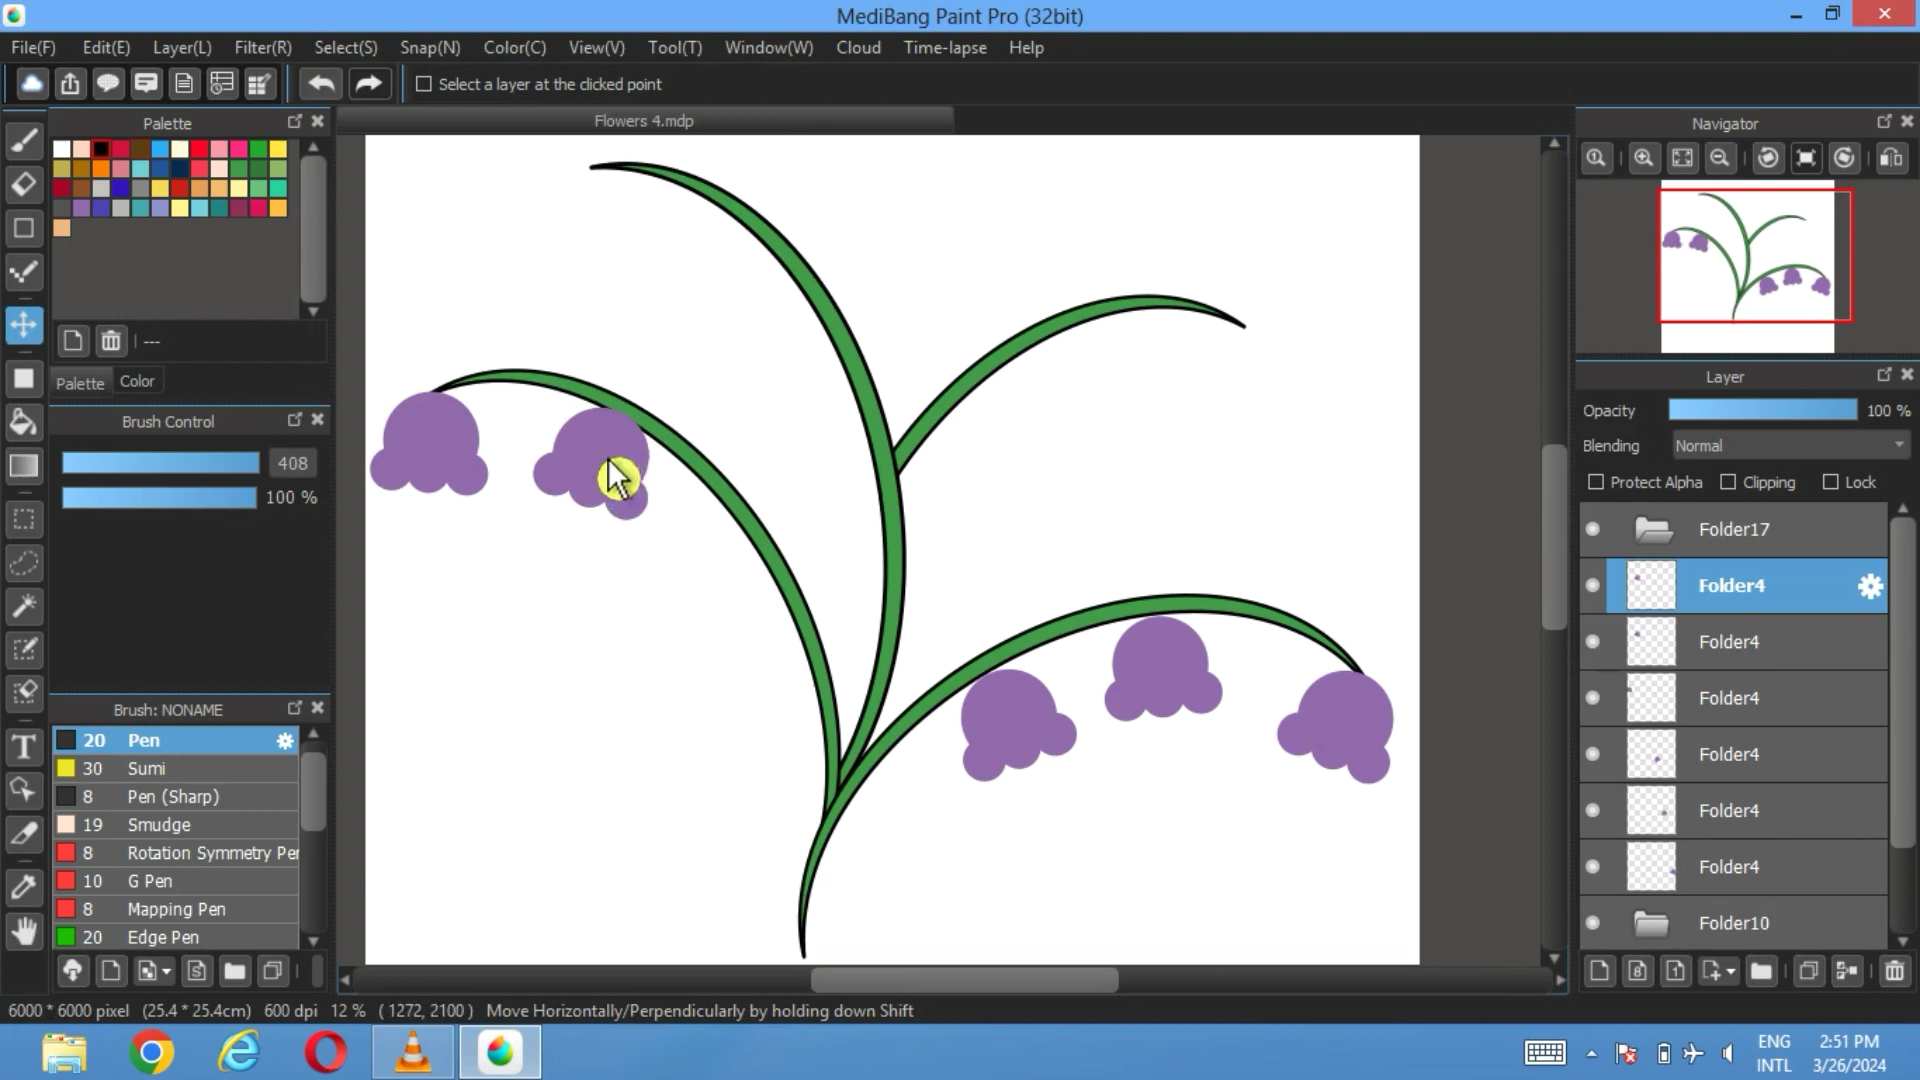 MediBang Paint Pro (32bit)
File(F) Edit(E) Layer(L) Filter(R) Select(S) Snap(N) Color(C) View(V) Tool(T) Window(W) Cloud Time-lapse Help
Select a layer at the clicked point
Palette
Flowers 4.mdp
Navigator
---
Palette Color
Brush Control
408
100 %
Brush: NONAME
20 Pen
30 Sumi
8 Pen (Sharp)
19 Smudge
8 Rotation Symmetry Per
10 G Pen
8 Mapping Pen
20 Edge Pen
Layer
Opacity 100 %
Blending Normal
Protect Alpha Clipping Lock
Folder17
Folder4
Folder4
Folder4
Folder4
Folder4
Folder4
Folder10
6000 * 6000 pixel (25.4 * 25.4cm) 600 dpi 12 % ( 1272, 2100 ) Move Horizontally/Perpendicularly by holding down Shift
ENG 2:51 PM
INTL 3/26/2024